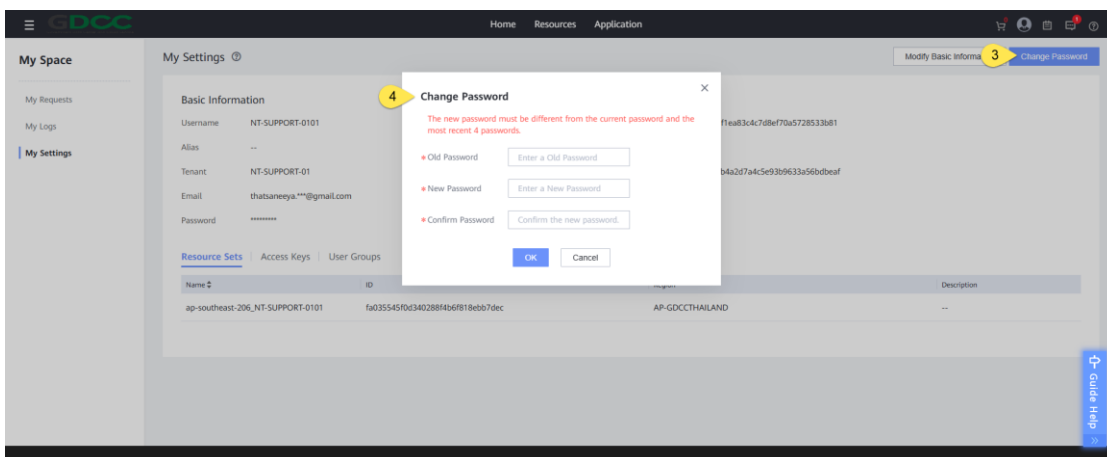 GDCC
Home Resources Application
My Space
My Requests
My Logs
My Settings
My Settings
Modify Basic Informa
3
Change Password
Basic Information
Username NT-SUPPORT-0101
f1ea83c4c7d8ef70a5728533b81
Alias --
Tenant NT-SUPPORT-01
b4a2d7a4c5e93b9633a56bdbeaf
Email thatsaneeya.***@gmail.com
Password *********
4
Change Password
The new password must be different from the current password and the
most recent 4 passwords.
* Old Password Enter a Old Password
* New Password Enter a New Password
* Confirm Password Confirm the new password.
OK Cancel
Resource Sets Access Keys User Groups
Name ID Region Description
ap-southeast-206_NT-SUPPORT-0101 fa035545f0d340288f4b6f818ebb7dec AP-GDCCTHAILAND --
Guide Help